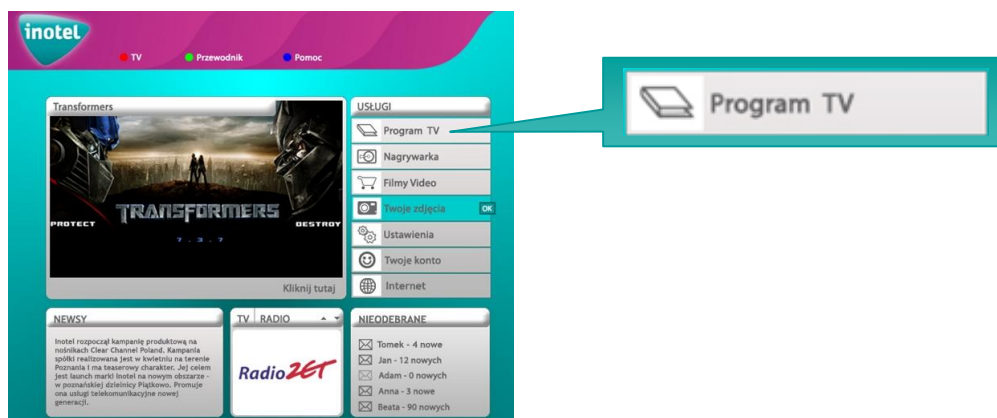 inotel
TV Przewodnik Pomoc
Transformers
PROTECT
TRANSFORMERS
DESTROY
7.3.7
Kliknij tutaj
USŁUGI
Program TV
Nagrywarka
Filmy Video
Twoje zdjęcia OK
Ustawienia
Twoje konto
Internet
Program TV
NEWSY
Inotel rozpoczął kampanię produktową na
nośnikach Clear Channel Poland. Kampania
spółki realizowana jest w kwietniu na terenie
Poznania i ma teaserowy charakter. Jej celem
jest launch marki Inotel na nowym obszarze -
w poznańskiej dzielnicy Piątkowo. Promuje
ona usługi telekomunikacyjne nowej
generacji.
TV RADIO
Radio ZET
NIEODEBRANE
Tomek - 4 nowe
Jan - 12 nowych
Adam - 0 nowych
Anna - 3 nowe
Beata - 90 nowych